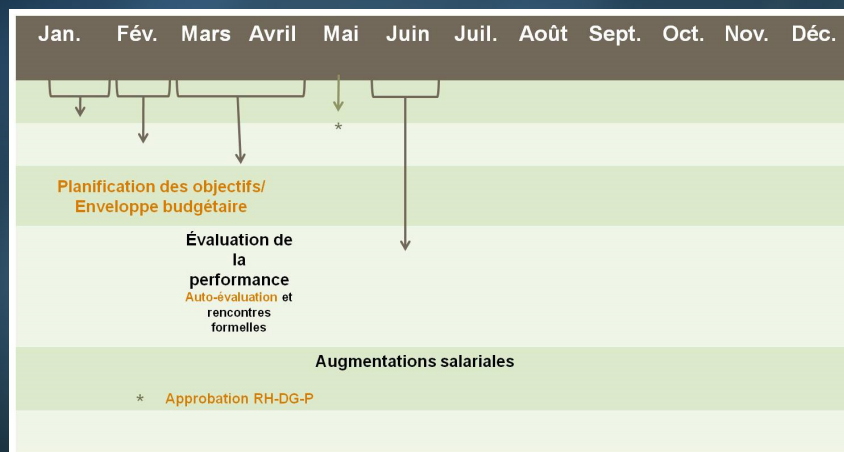 Jan. Fév. Mars Avril Mai Juin Juil. Août Sept. Oct. Nov. Déc.
*
Planification des objectifs/
Enveloppe budgétaire
Évaluation de
la
performance
Auto-évaluation et
rencontres
formelles
Augmentations salariales
* Approbation RH-DG-P